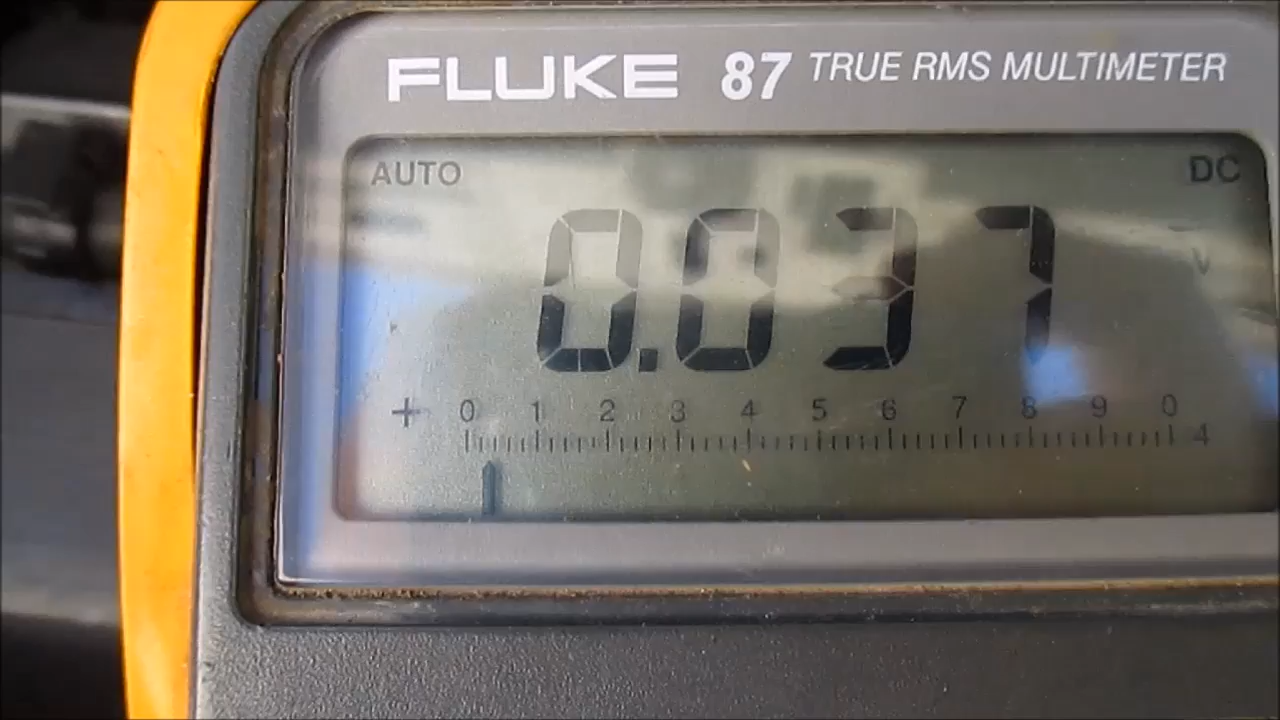 FLUKE 87 TRUE RMS MULTIMETER
AUTO DC
0.037 V
+ 0 1 2 3 4 5 6 7 8 9 0
4